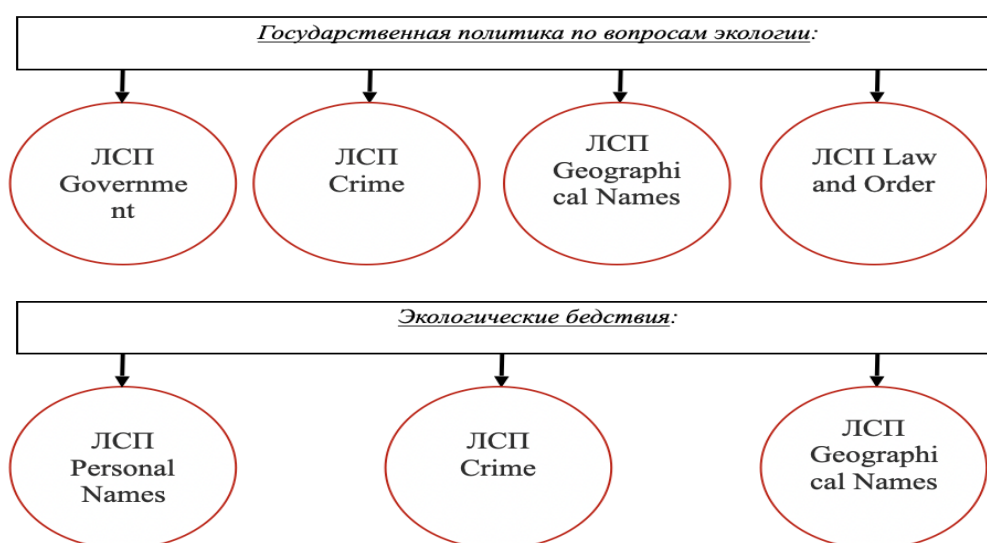 Государственная политика по вопросам экологии:
ЛСП
Governme
nt
ЛСП
Crime
ЛСП
Geographi
cal Names
ЛСП Law
and Order
Экологические бедствия:
ЛСП
Personal
Names
ЛСП
Crime
ЛСП
Geographi
cal Names